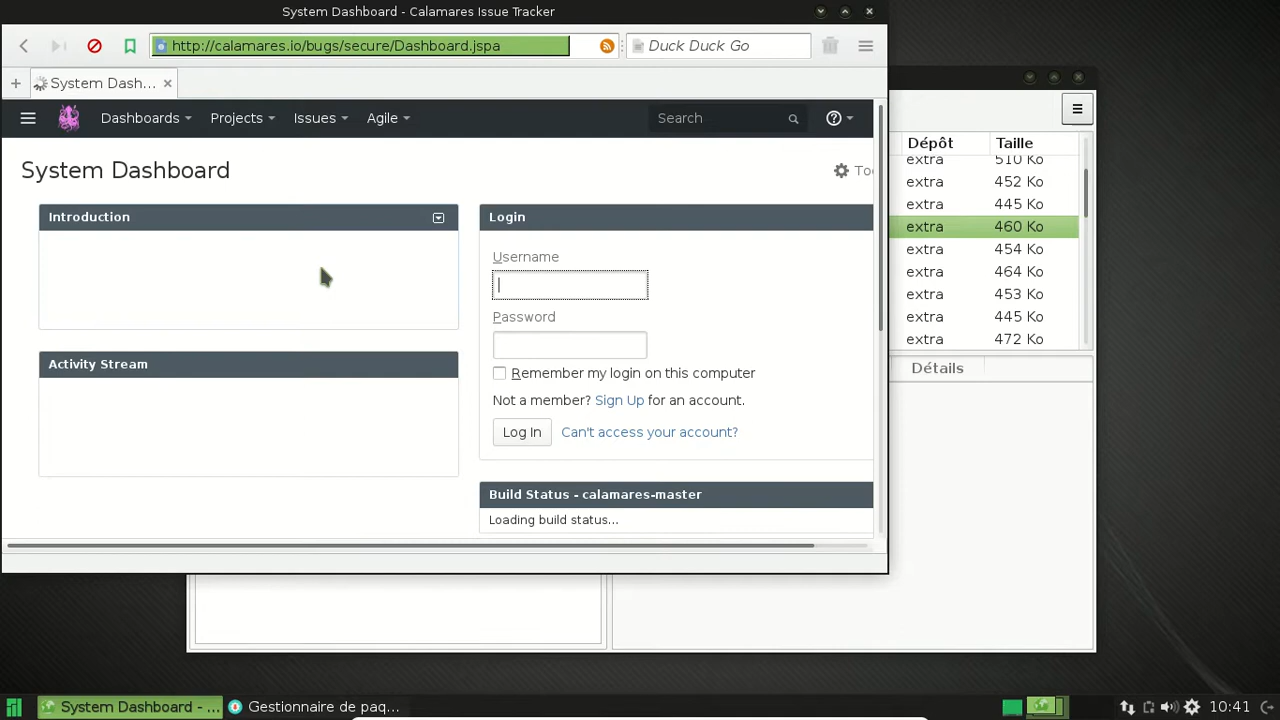 System Dashboard - Calamares Issue Tracker
http://calamares.io/bugs/secure/Dashboard.jspa
Duck Duck Go
System Dash...
Dashboards
Projects
Issues
Agile
Search
System Dashboard
Too
Introduction
Activity Stream
Login
Username
Password
Remember my login on this computer
Not a member? Sign Up for an account.
Log In
Can't access your account?
Build Status - calamares-master
Loading build status...
Dépôt Taille
extra 510 Ko
extra 452 Ko
extra 445 Ko
extra 460 Ko
extra 454 Ko
extra 464 Ko
extra 453 Ko
extra 445 Ko
extra 472 Ko
Détails
System Dashboard - ...
Gestionnaire de paq...
10:41